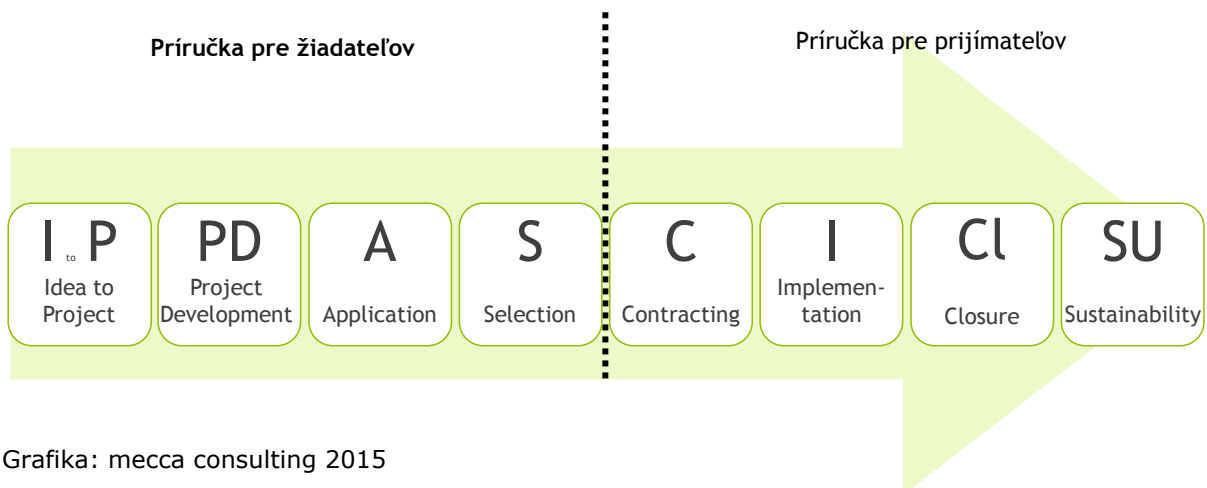 Príručka pre žiadateľov
Príručka pre prijímateľov
I to P
Idea to
Project
PD
Project
Development
A
Application
S
Selection
C
Contracting
I
Implemen-
tation
Cl
Closure
SU
Sustainability
Grafika: mecca consulting 2015